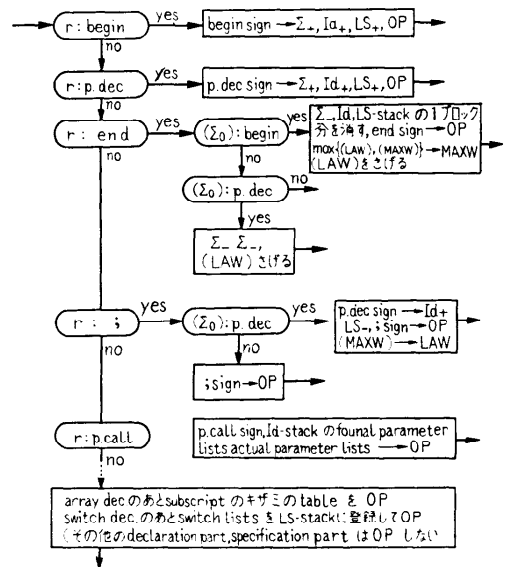 r: begin
yes
begin sign → Σ+, Ia+, LS+, OP
no
r: p.dec
yes
p.dec sign → Σ+, Id+, LS+, OP
no
r: end
yes
(Σ0): begin
yes
Σ-, Id, LS-stack の1ブロック
分を消す, end sign → OP
max{(LAW), (MAXW)} → MAXW
(LAW)をさげる
no
no
(Σ0): p.dec
no
yes
Σ- Σ-,
(LAW) さげる
r: ;
yes
(Σ0): p.dec
yes
p.dec sign → Id+
LS-, ; sign → OP
(MAXW) → LAW
no
no
; sign → OP
r: p.call
p.call sign, Id-stack の founal parameter
lists actual parameter lists → OP
no
array dec のあと subscript のキザミの table を OP
switch dec. のあと switch lists を LS-stack に登録して OP
(その他の declaration part, specification part は OP しない